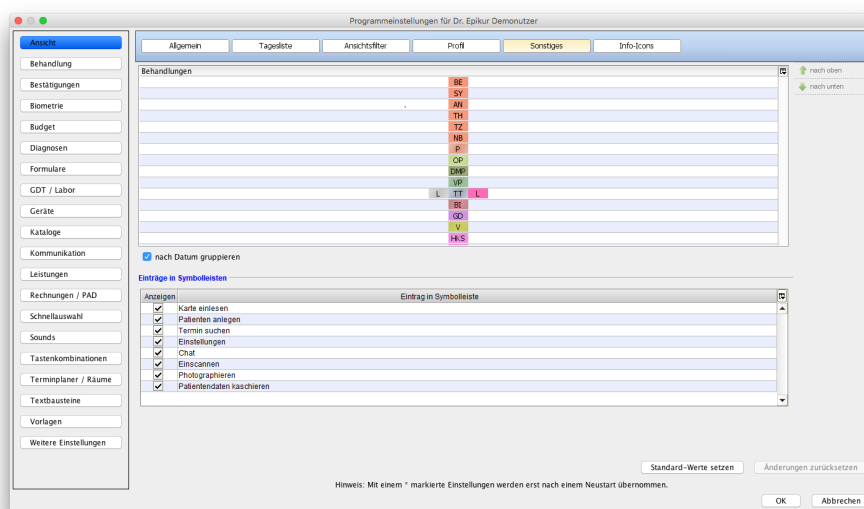 Programmeinstellungen für Dr. Epikur Demonutzer
Ansicht
Behandlung
Bestätigungen
Biometrie
Budget
Diagnosen
Formulare
GDT / Labor
Geräte
Kataloge
Kommunikation
Leistungen
Rechnungen / PAD
Schnellauswahl
Sounds
Tastenkombinationen
Terminplaner / Räume
Textbausteine
Vorlagen
Weitere Einstellungen
Allgemein Tagesliste Ansichtsfilter Profil Sonstiges Info-Icons
Behandlungen
BE
SY
AN
TH
TZ
NB
P
OP
DMP
VP
L TT L
BI
GD
V
HKS
nach oben
nach unten
nach Datum gruppieren
Einträge in Symbolleisten
Anzeigen Eintrag in Symbolleiste
Karte einlesen
Patienten anlegen
Termin suchen
Einstellungen
Chat
Einscannen
Photographieren
Patientendaten kaschieren
Standard-Werte setzen Änderungen zurücksetzen
Hinweis: Mit einem * markierte Einstellungen werden erst nach einem Neustart übernommen.
OK Abbrechen